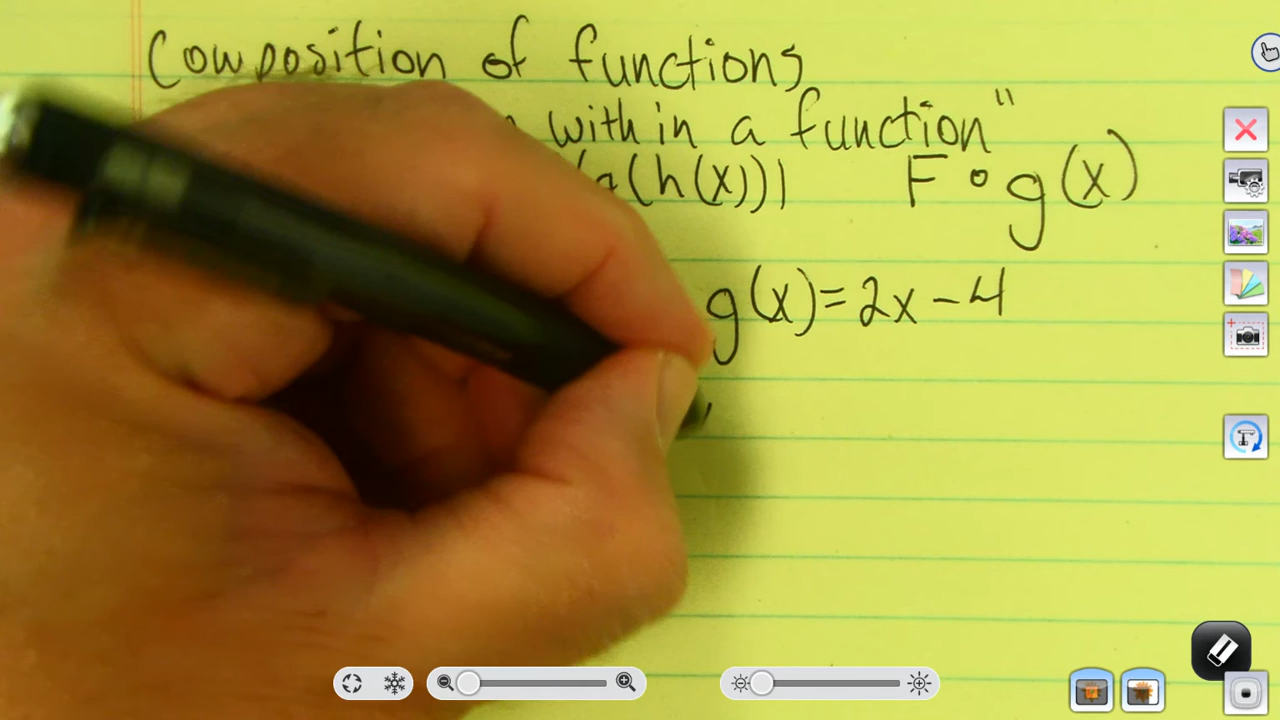 Composition of functions
with in a function"
(g(h(x))) F∘g(x)
g(x)=2x-4